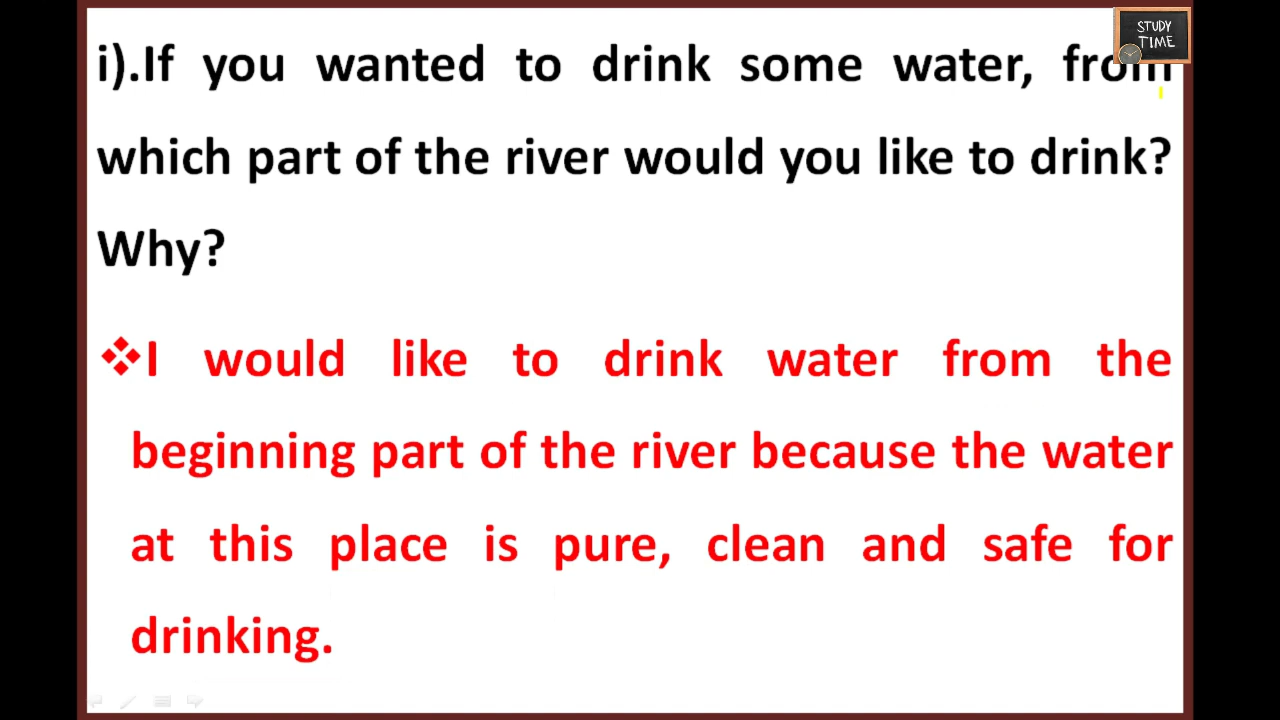 STUDY
TIME
i).If you wanted to drink some water, from
which part of the river would you like to drink?
Why?
❖I would like to drink water from the
beginning part of the river because the water
at this place is pure, clean and safe for
drinking.